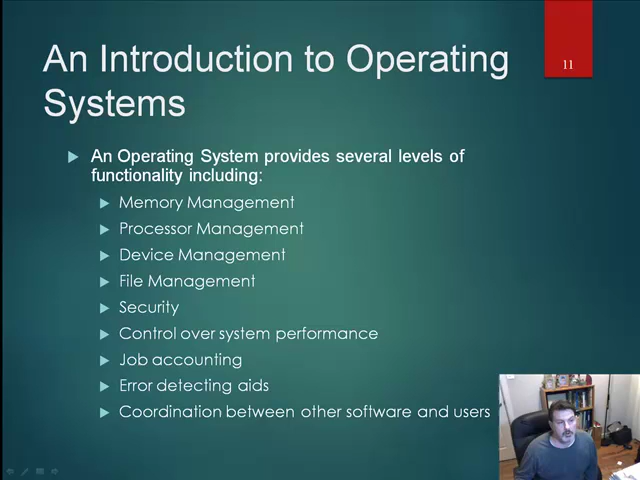 An Introduction to Operating
Systems
11
An Operating System provides several levels of
functionality including:
Memory Management
Processor Management
Device Management
File Management
Security
Control over system performance
Job accounting
Error detecting aids
Coordination between other software and users